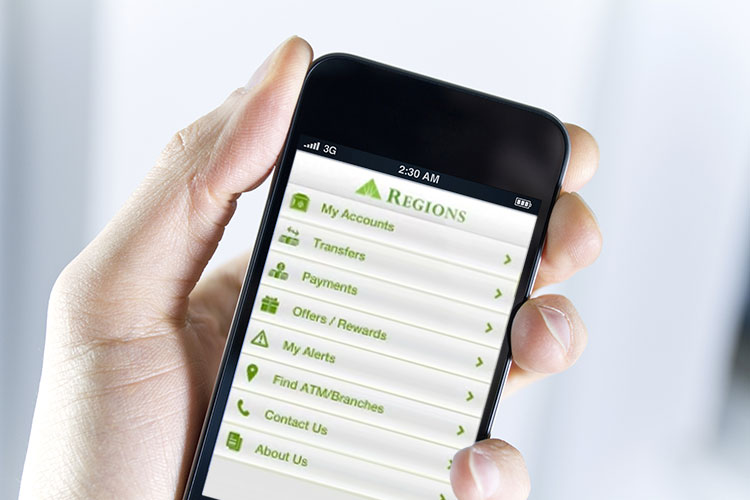 3G
2:30 AM
REGIONS
My Accounts
Transfers
Payments
Offers / Rewards
My Alerts
Find ATM/Branches
Contact Us
About Us